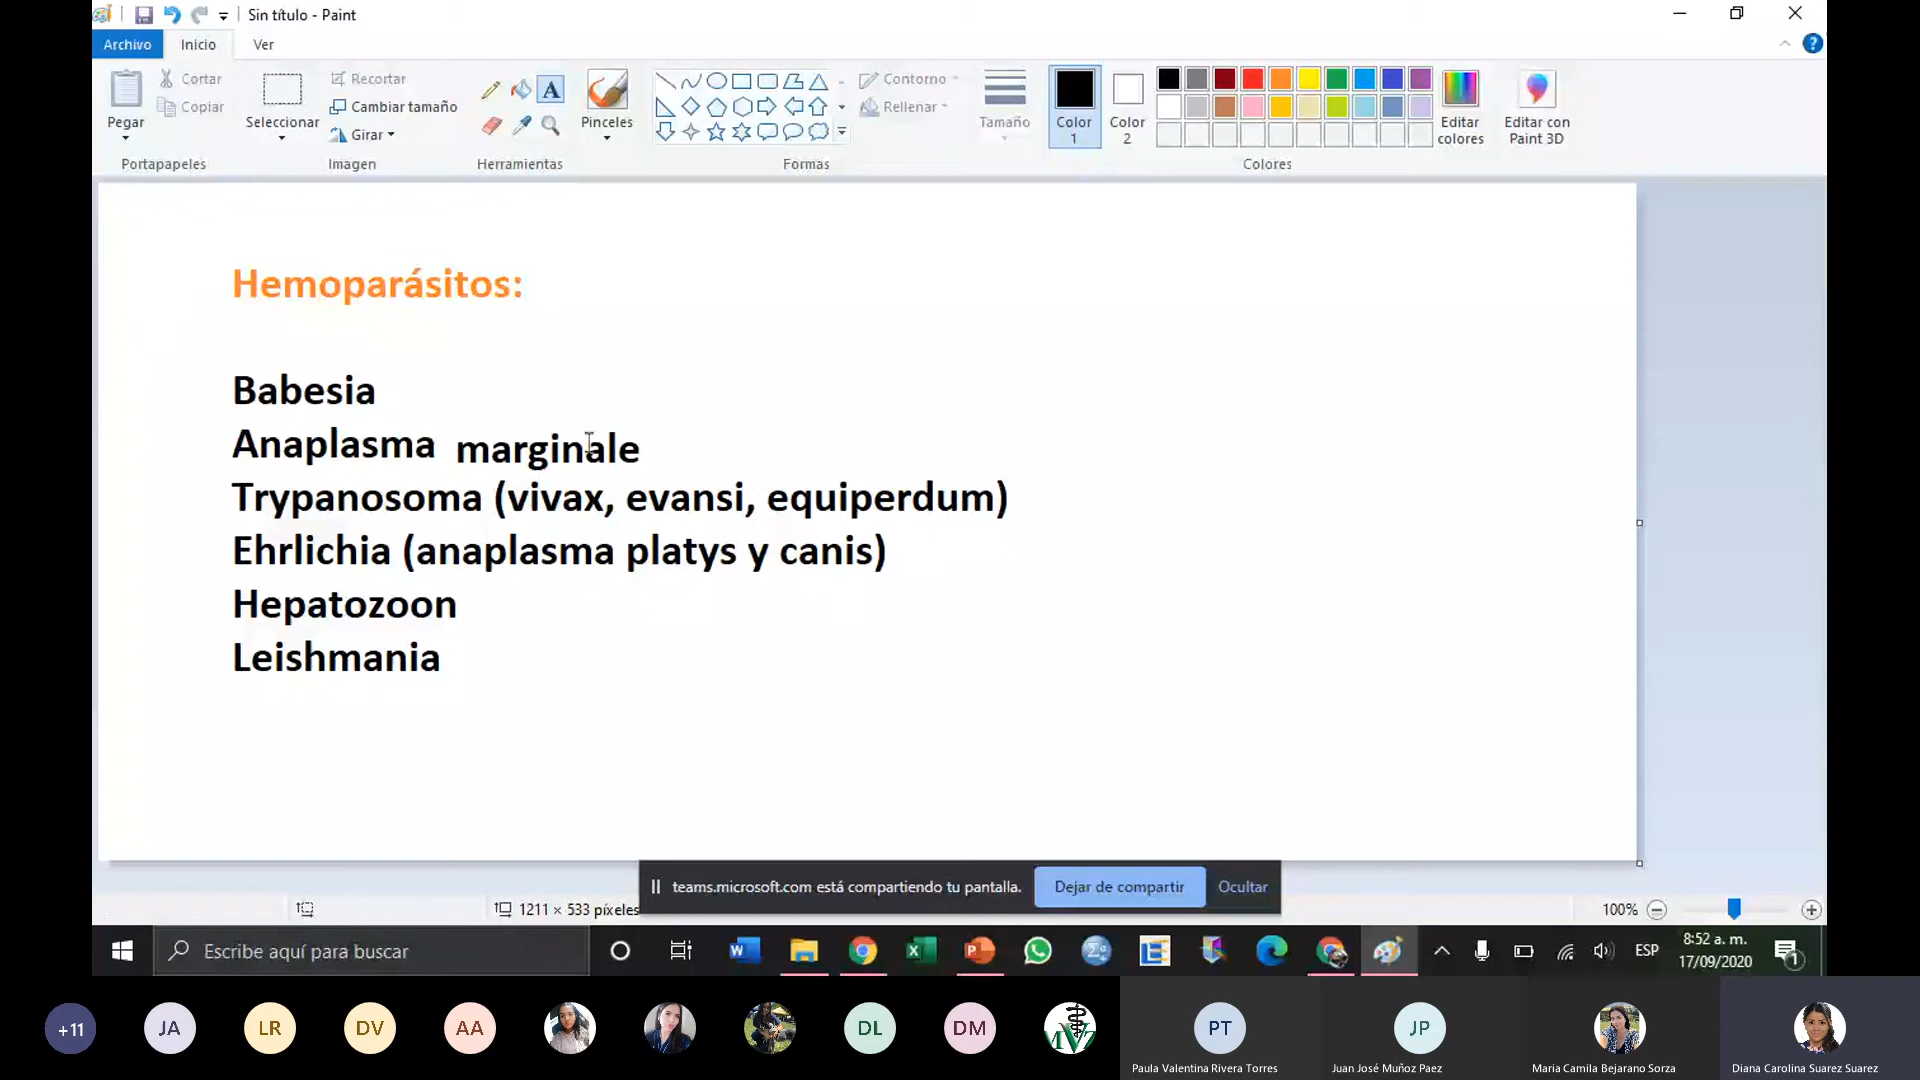 Sin título - Paint
Archivo Inicio Ver
Pegar
Cortar
Copiar
Portapapeles
Seleccionar
Recortar
Cambiar tamaño
Girar
Imagen
A
Herramientas
Pinceles
Contorno
Rellenar
Formas
Tamaño
Color 1
Color 2
Editar colores
Editar con Paint 3D
Colores
Hemoparásitos:
Babesia
Anaplasma marginale
Trypanosoma (vivax, evansi, equiperdum)
Ehrlichia (anaplasma platys y canis)
Hepatozoon
Leishmania
teams.microsoft.com está compartiendo tu pantalla. Dejar de compartir Ocultar
1211 × 533 píxeles
100%
Escribe aquí para buscar
ESP
8:52 a. m.
17/09/2020
1
+11 JA LR DV AA DL DM MVZ PT JP
Paula Valentina Rivera Torres Juan José Muñoz Paez Maria Camila Bejarano Sorza Diana Carolina Suarez Suarez